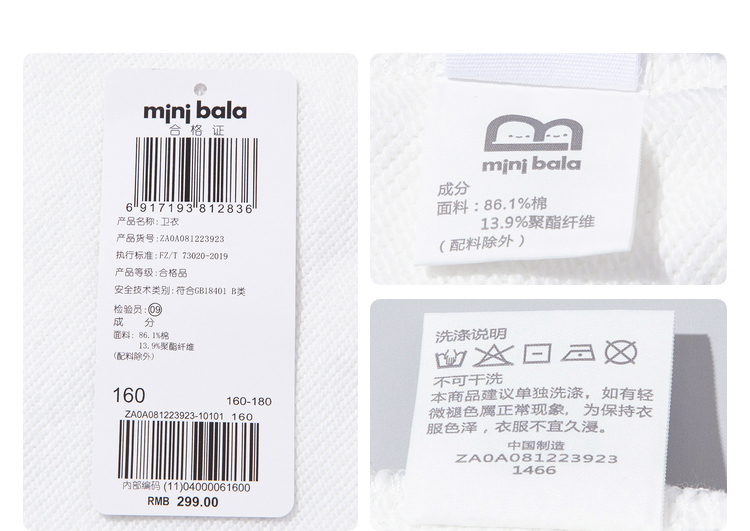 mini bala
合格证
6 917193 812836
产品名称:卫衣
产品货号:ZA0A081223923
执行标准:FZ/T 73020-2019
产品等级:合格品
安全技术类别:符合GB18401 B类
检验员:09
成 分
面料: 86.1%棉
13.9%聚酯纤维
(配料除外)
160 160-180
ZA0A081223923-10101 160
内部编码 (11)04000061600
RMB 299.00
mini bala
成分
面料：86.1%棉
13.9%聚酯纤维
（配料除外）
洗涤说明
不可干洗
本商品建议单独洗涤，如有轻
微褪色属正常现象，为保持衣
服色泽，衣服不宜久浸。
中国制造
ZA0A081223923
1466